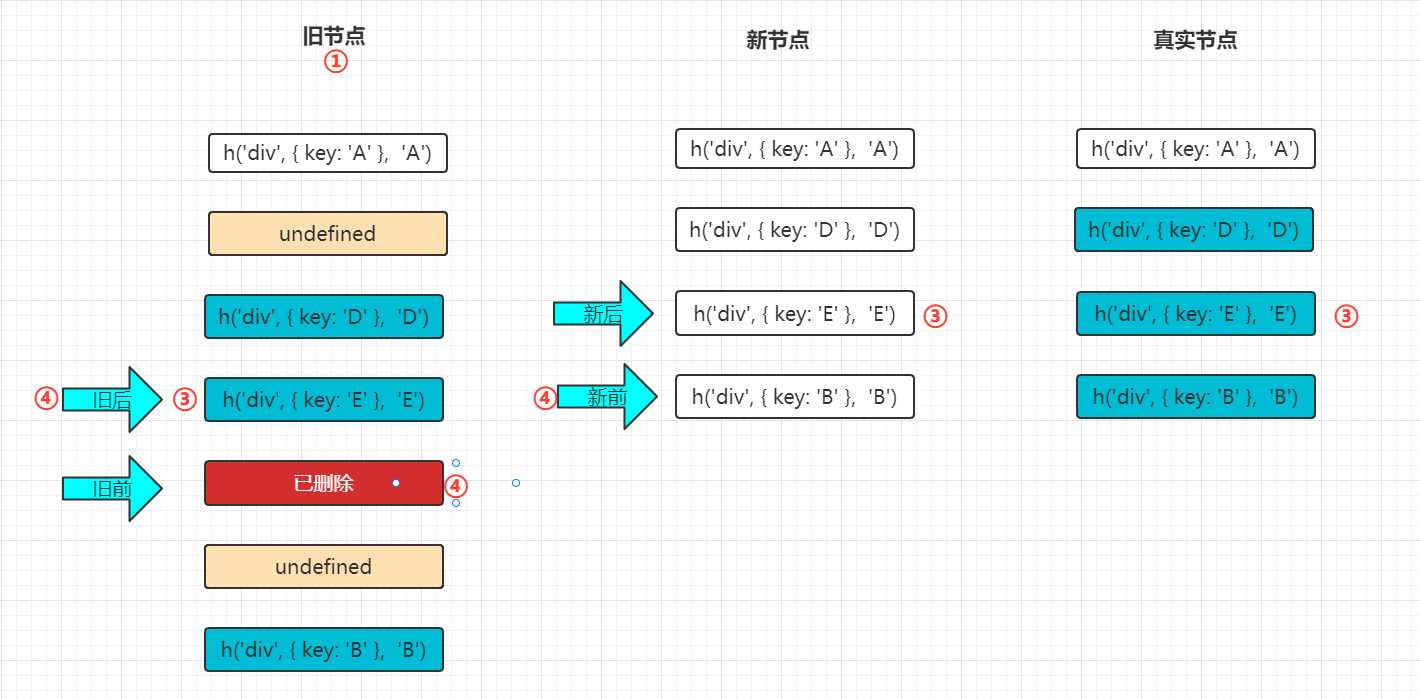 旧节点
①
h('div', { key: 'A' }, 'A')
undefined
h('div', { key: 'D' }, 'D')
④ 旧后 ③ h('div', { key: 'E' }, 'E')
旧前 已删除 ④
undefined
h('div', { key: 'B' }, 'B')
新节点
h('div', { key: 'A' }, 'A')
h('div', { key: 'D' }, 'D')
新后 h('div', { key: 'E' }, 'E') ③
④ 新前 h('div', { key: 'B' }, 'B')
真实节点
h('div', { key: 'A' }, 'A')
h('div', { key: 'D' }, 'D')
h('div', { key: 'E' }, 'E') ③
h('div', { key: 'B' }, 'B')